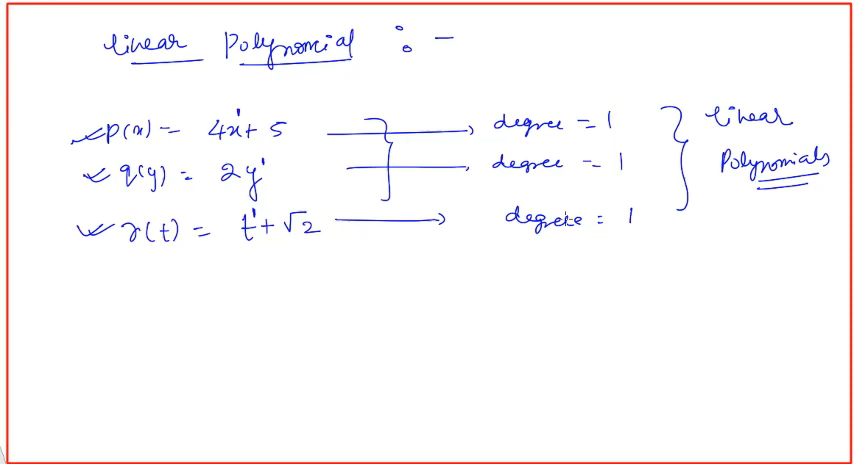 linear Polynomial :-
p(x) = 4x¹ + 5 → degree = 1 } linear
q(y) = 2y¹ — degree = 1 Polynomials
r(t) = t¹ + √2 → degree = 1